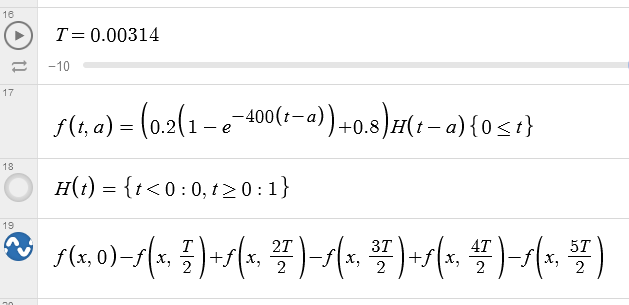 16
T = 0.00314
−10
17
f(t, a) = (0.2(1 − e^−400(t−a))+0.8)H(t − a){0 ≤ t}
18
H(t) = {t < 0 : 0, t ≥ 0 : 1}
19
f(x, 0)−f(x, T/2)+f(x, 2T/2)−f(x, 3T/2)+f(x, 4T/2)−f(x, 5T/2)